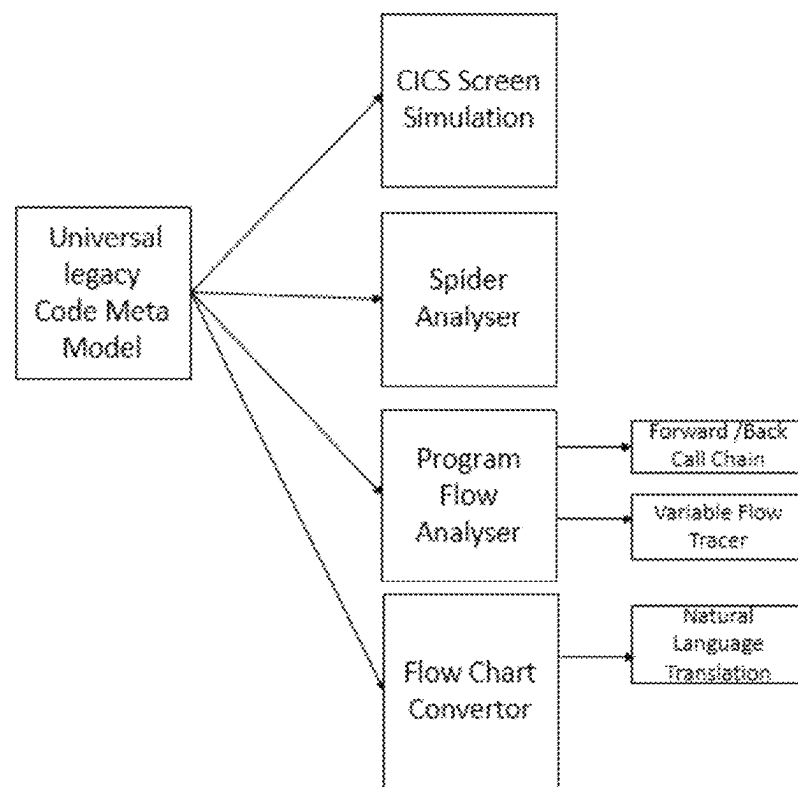 CICS Screen
Simulation
Universal
legacy
Code Meta
Model
Spider
Analyser
Program
Flow
Analyser
Forward /Back
Call Chain
Variable Flow
Tracer
Flow Chart
Convertor
Natural
Language
Translation